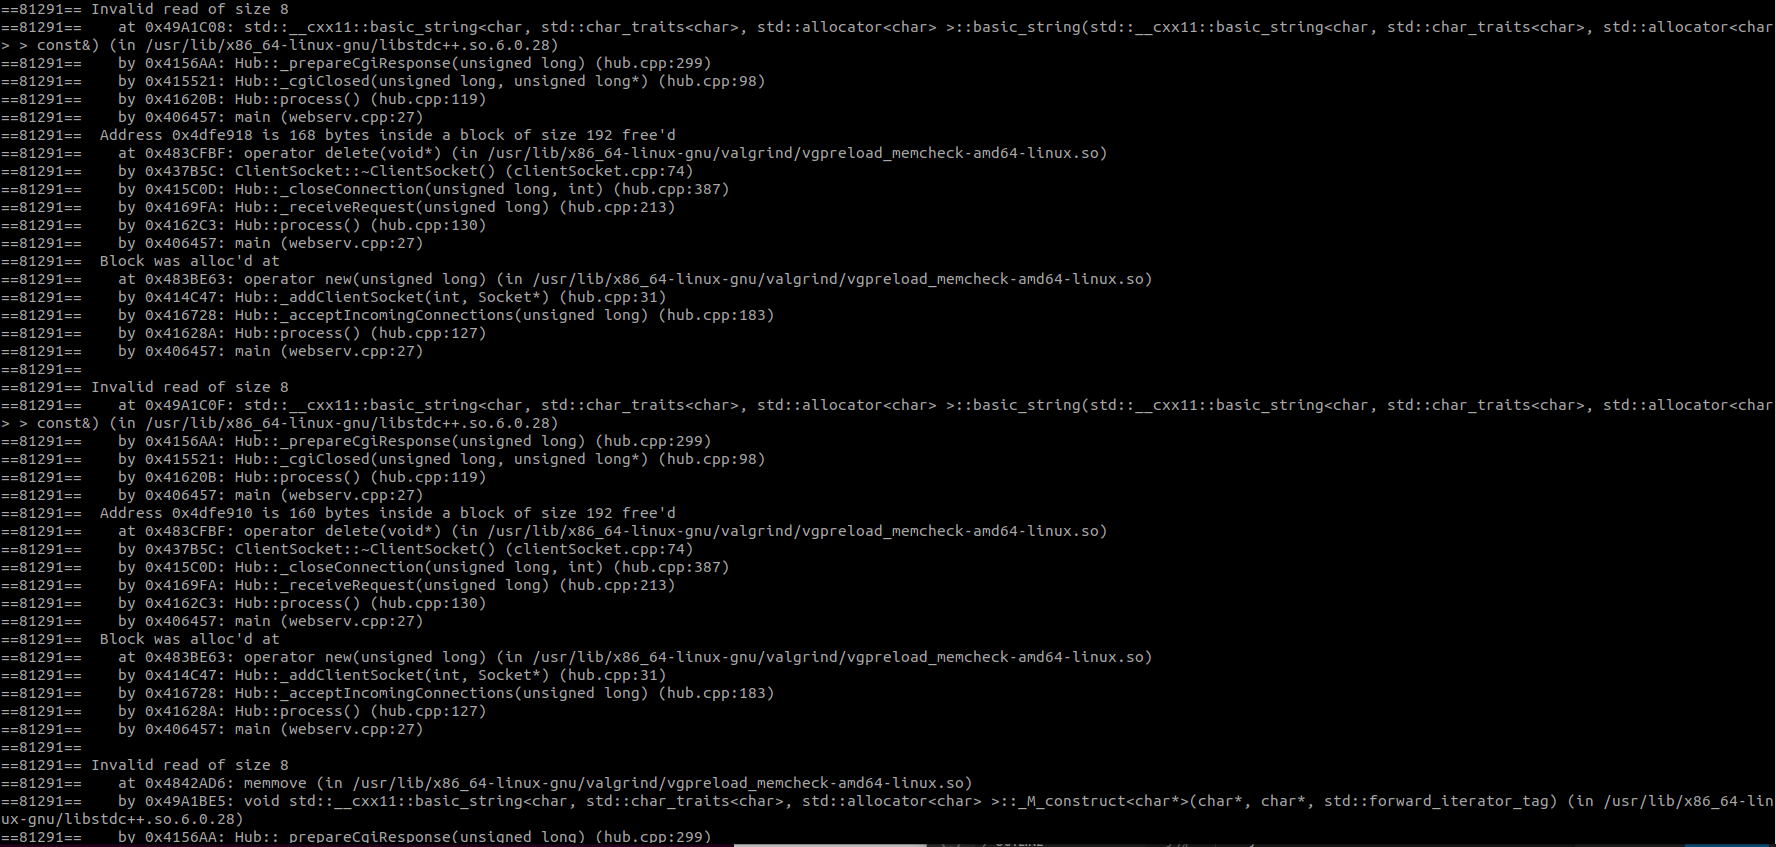 ==81291== Invalid read of size 8
==81291==    at 0x49A1C08: std::__cxx11::basic_string<char, std::char_traits<char>, std::allocator<char> >::basic_string(std::__cxx11::basic_string<char, std::char_traits<char>, std::allocator<char
> > const&) (in /usr/lib/x86_64-linux-gnu/libstdc++.so.6.0.28)
==81291==    by 0x4156AA: Hub::_prepareCgiResponse(unsigned long) (hub.cpp:299)
==81291==    by 0x415521: Hub::_cgiClosed(unsigned long, unsigned long*) (hub.cpp:98)
==81291==    by 0x41620B: Hub::process() (hub.cpp:119)
==81291==    by 0x406457: main (webserv.cpp:27)
==81291==  Address 0x4dfe918 is 168 bytes inside a block of size 192 free'd
==81291==    at 0x483CFBF: operator delete(void*) (in /usr/lib/x86_64-linux-gnu/valgrind/vgpreload_memcheck-amd64-linux.so)
==81291==    by 0x437B5C: ClientSocket::~ClientSocket() (clientSocket.cpp:74)
==81291==    by 0x415C0D: Hub::_closeConnection(unsigned long, int) (hub.cpp:387)
==81291==    by 0x4169FA: Hub::_receiveRequest(unsigned long) (hub.cpp:213)
==81291==    by 0x4162C3: Hub::process() (hub.cpp:130)
==81291==    by 0x406457: main (webserv.cpp:27)
==81291==  Block was alloc'd at
==81291==    at 0x483BE63: operator new(unsigned long) (in /usr/lib/x86_64-linux-gnu/valgrind/vgpreload_memcheck-amd64-linux.so)
==81291==    by 0x414C47: Hub::_addClientSocket(int, Socket*) (hub.cpp:31)
==81291==    by 0x416728: Hub::_acceptIncomingConnections(unsigned long) (hub.cpp:183)
==81291==    by 0x41628A: Hub::process() (hub.cpp:127)
==81291==    by 0x406457: main (webserv.cpp:27)
==81291==
==81291== Invalid read of size 8
==81291==    at 0x49A1C0F: std::__cxx11::basic_string<char, std::char_traits<char>, std::allocator<char> >::basic_string(std::__cxx11::basic_string<char, std::char_traits<char>, std::allocator<char
> > const&) (in /usr/lib/x86_64-linux-gnu/libstdc++.so.6.0.28)
==81291==    by 0x4156AA: Hub::_prepareCgiResponse(unsigned long) (hub.cpp:299)
==81291==    by 0x415521: Hub::_cgiClosed(unsigned long, unsigned long*) (hub.cpp:98)
==81291==    by 0x41620B: Hub::process() (hub.cpp:119)
==81291==    by 0x406457: main (webserv.cpp:27)
==81291==  Address 0x4dfe910 is 160 bytes inside a block of size 192 free'd
==81291==    at 0x483CFBF: operator delete(void*) (in /usr/lib/x86_64-linux-gnu/valgrind/vgpreload_memcheck-amd64-linux.so)
==81291==    by 0x437B5C: ClientSocket::~ClientSocket() (clientSocket.cpp:74)
==81291==    by 0x415C0D: Hub::_closeConnection(unsigned long, int) (hub.cpp:387)
==81291==    by 0x4169FA: Hub::_receiveRequest(unsigned long) (hub.cpp:213)
==81291==    by 0x4162C3: Hub::process() (hub.cpp:130)
==81291==    by 0x406457: main (webserv.cpp:27)
==81291==  Block was alloc'd at
==81291==    at 0x483BE63: operator new(unsigned long) (in /usr/lib/x86_64-linux-gnu/valgrind/vgpreload_memcheck-amd64-linux.so)
==81291==    by 0x414C47: Hub::_addClientSocket(int, Socket*) (hub.cpp:31)
==81291==    by 0x416728: Hub::_acceptIncomingConnections(unsigned long) (hub.cpp:183)
==81291==    by 0x41628A: Hub::process() (hub.cpp:127)
==81291==    by 0x406457: main (webserv.cpp:27)
==81291==
==81291== Invalid read of size 8
==81291==    at 0x4842AD6: memmove (in /usr/lib/x86_64-linux-gnu/valgrind/vgpreload_memcheck-amd64-linux.so)
==81291==    by 0x49A1BE5: void std::__cxx11::basic_string<char, std::char_traits<char>, std::allocator<char> >::_M_construct<char*>(char*, char*, std::forward_iterator_tag) (in /usr/lib/x86_64-lin
ux-gnu/libstdc++.so.6.0.28)
==81291==    by 0x4156AA: Hub::_prepareCgiResponse(unsigned long) (hub.cpp:299)